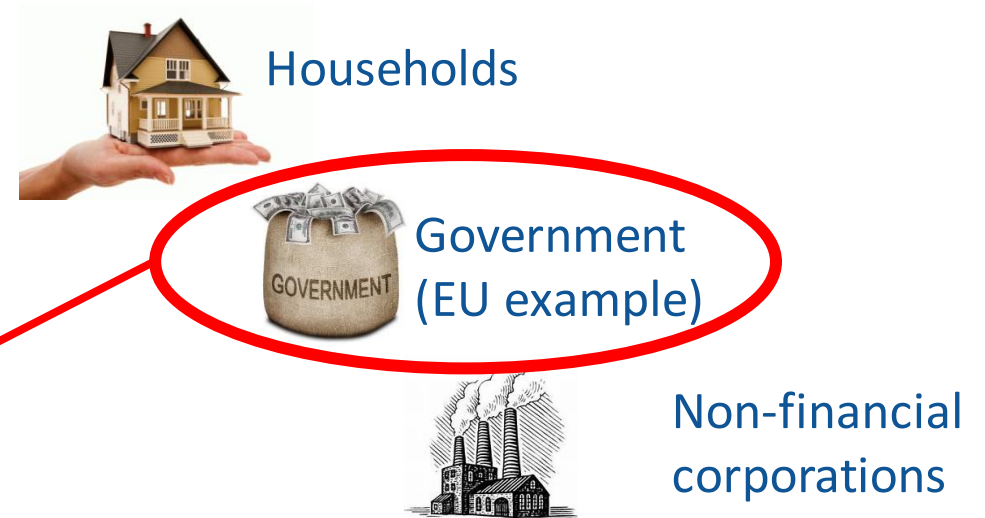 Households
GOVERNMENT
Government
(EU example)
Non-financial
corporations